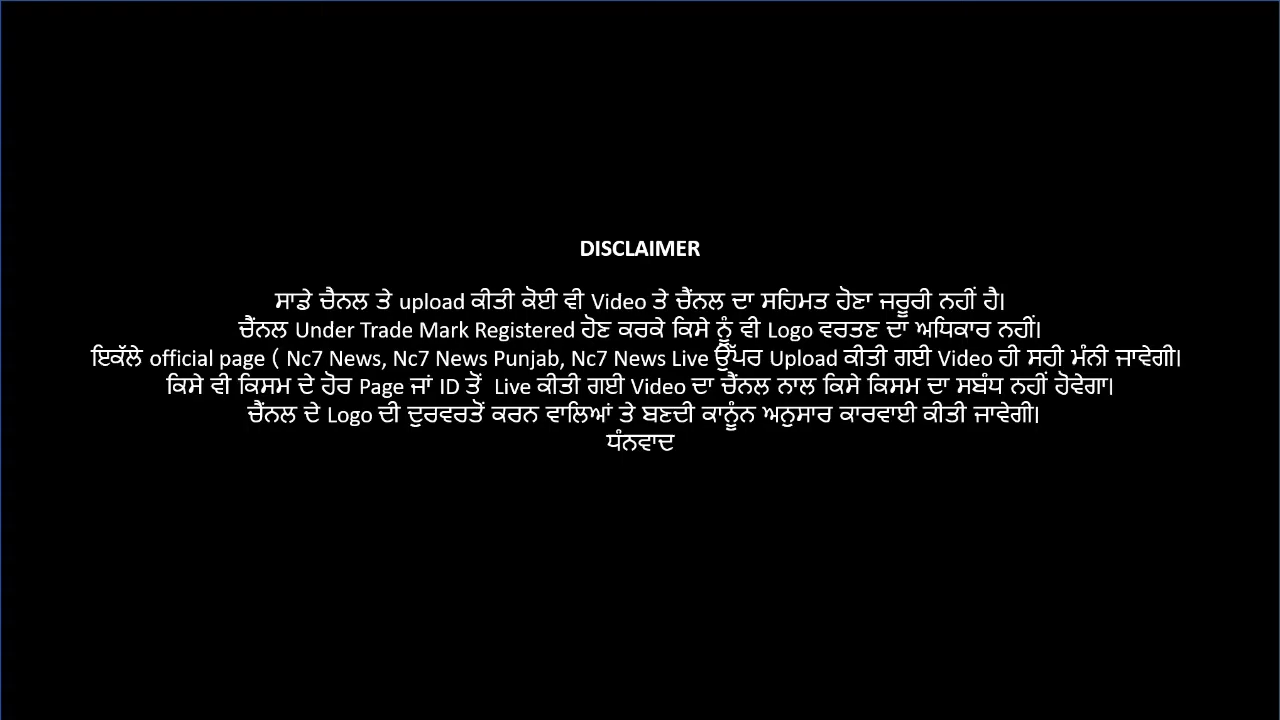 DISCLAIMER
ਸਾਡੇ ਚੈਨਲ ਤੇ upload ਕੀਤੀ ਕੋਈ ਵੀ Video ਤੇ ਚੈਂਨਲ ਦਾ ਸਹਿਮਤ ਹੋਣਾ ਜਰੂਰੀ ਨਹੀਂ ਹੈ।
ਚੈਂਨਲ Under Trade Mark Registered ਹੋਣ ਕਰਕੇ ਕਿਸੇ ਨੂੰ ਵੀ Logo ਵਰਤਣ ਦਾ ਅਧਿਕਾਰ ਨਹੀਂ।
ਇਕੱਲੇ official page ( Nc7 News, Nc7 News Punjab, Nc7 News Live ਉੱਪਰ Upload ਕੀਤੀ ਗਈ Video ਹੀ ਸਹੀ ਮੰਨੀ ਜਾਵੇਗੀ।
ਕਿਸੇ ਵੀ ਕਿਸਮ ਦੇ ਹੋਰ Page ਜਾਂ ID ਤੋਂ Live ਕੀਤੀ ਗਈ Video ਦਾ ਚੈਂਨਲ ਨਾਲ ਕਿਸੇ ਕਿਸਮ ਦਾ ਸਬੰਧ ਨਹੀਂ ਹੋਵੇਗਾ।
ਚੈਂਨਲ ਦੇ Logo ਦੀ ਦੁਰਵਰਤੋਂ ਕਰਨ ਵਾਲਿਆਂ ਤੇ ਬਣਦੀ ਕਾਨੂੰਨ ਅਨੁਸਾਰ ਕਾਰਵਾਈ ਕੀਤੀ ਜਾਵੇਗੀ।
ਧੰਨਵਾਦ